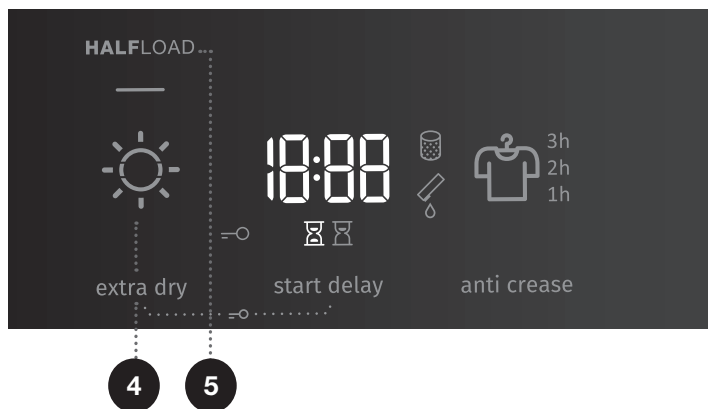 HALFLOAD
18:88
3h
2h
1h
extra dry
start delay
anti crease
4
5